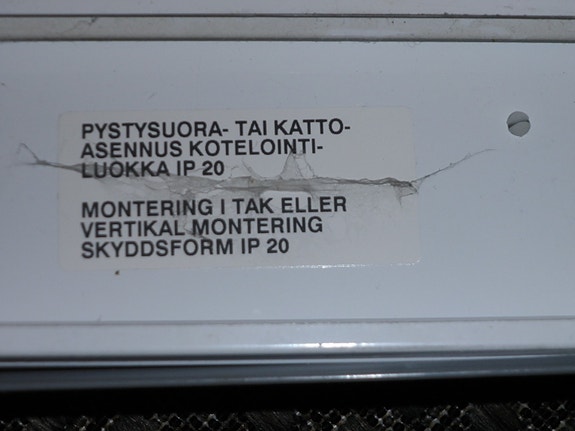 PYSTYSUORA- TAI KATTO-
ASENNUS KOTELOINTI-
LUOKKA IP 20
MONTERING I TAK ELLER
VERTIKAL MONTERING
SKYDDSFORM IP 20